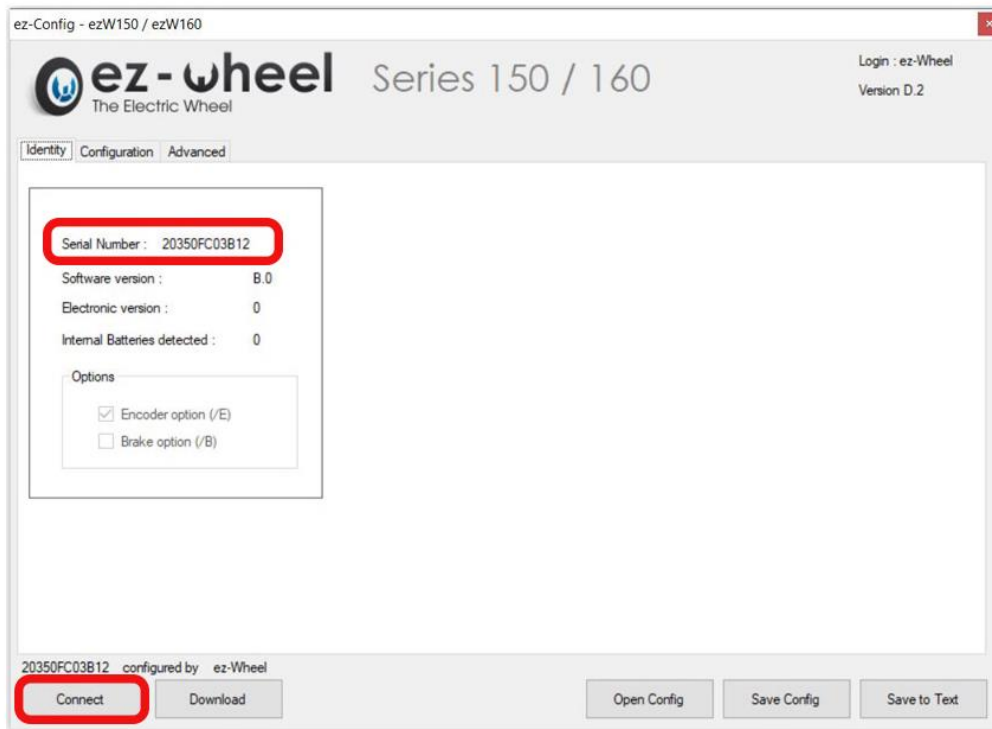 ez-Config - ezW150 / ezW160
ez-wheel
The Electric Wheel
Series 150 / 160
Login : ez-Wheel
Version D.2
Identity Configuration Advanced
Serial Number : 20350FC03B12
Software version : B.0
Electronic version : 0
Internal Batteries detected : 0
Options
Encoder option (/E)
Brake option (/B)
20350FC03B12 configured by ez-Wheel
Connect Download Open Config Save Config Save to Text